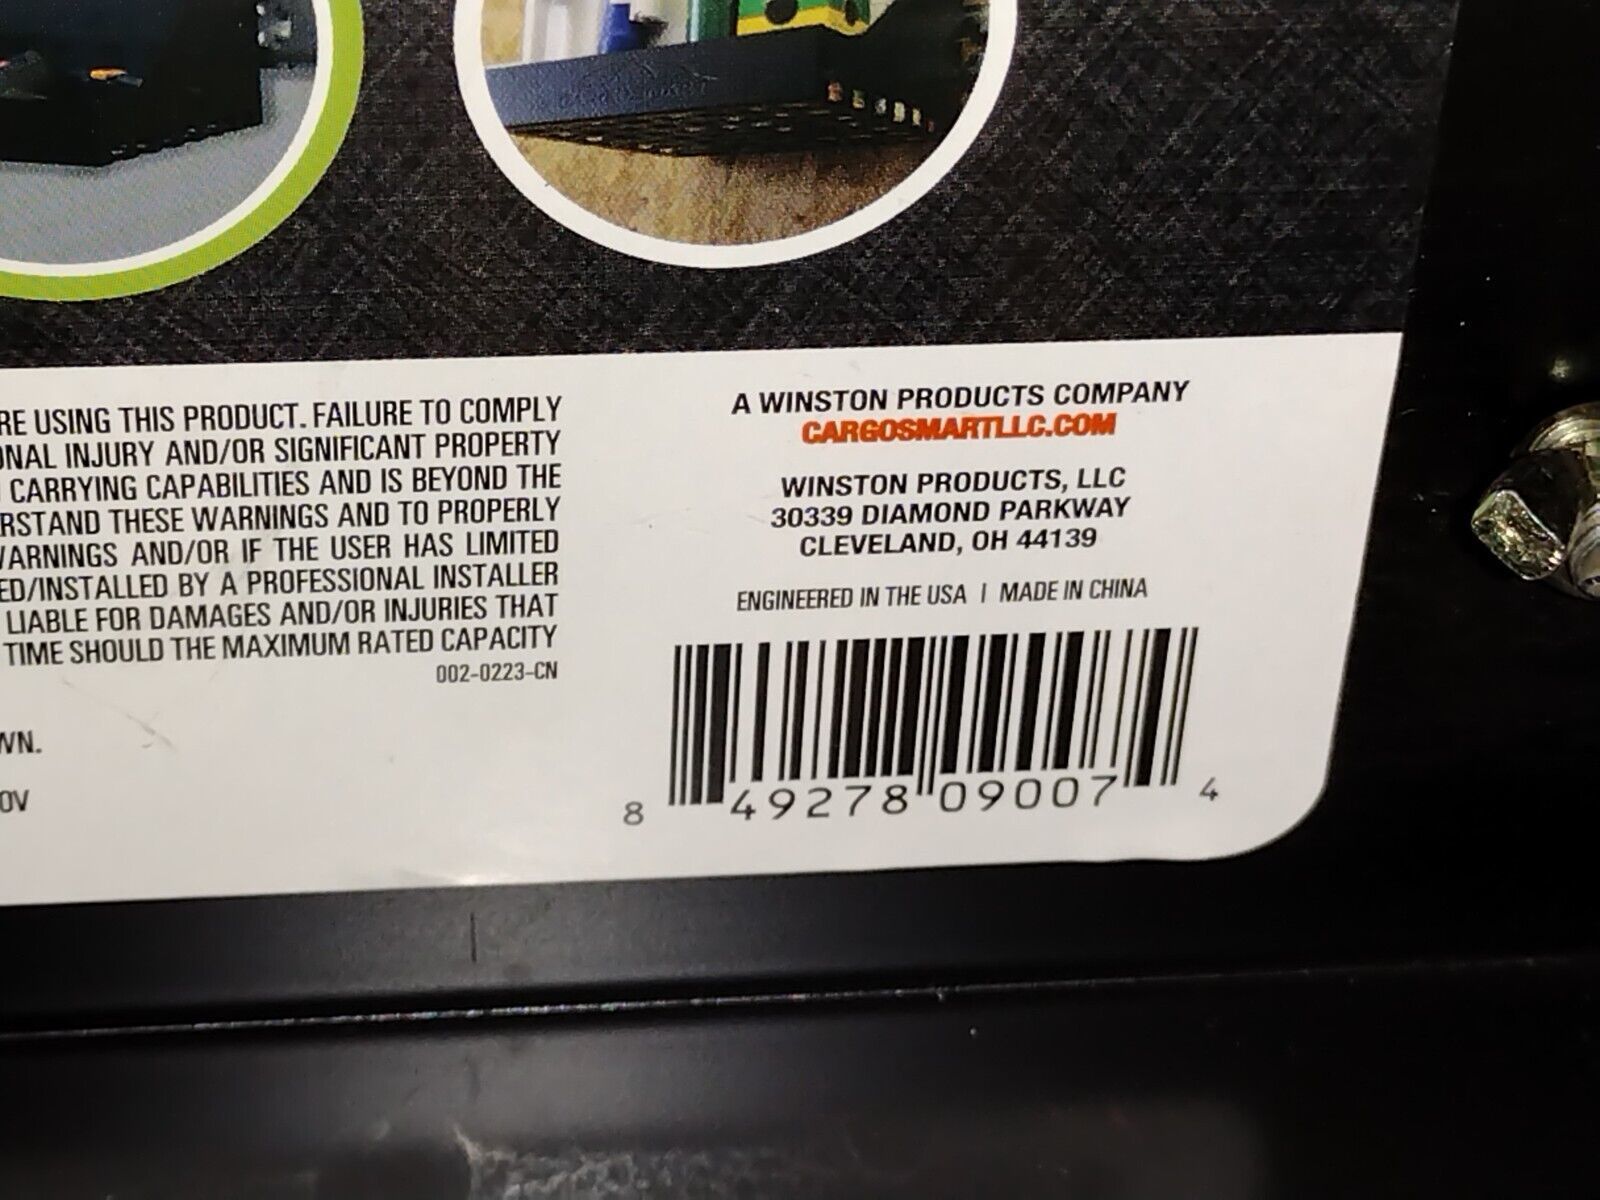 RE USING THIS PRODUCT. FAILURE TO COMPLY
ONAL INJURY AND/OR SIGNIFICANT PROPERTY
CARRYING CAPABILITIES AND IS BEYOND THE
RSTAND THESE WARNINGS AND TO PROPERLY
WARNINGS AND/OR IF THE USER HAS LIMITED
ED/INSTALLED BY A PROFESSIONAL INSTALLER
LIABLE FOR DAMAGES AND/OR INJURIES THAT
TIME SHOULD THE MAXIMUM RATED CAPACITY
002-0223-CN
WN.
OV
A WINSTON PRODUCTS COMPANY
CARGOSMARTLLC.COM
WINSTON PRODUCTS, LLC
30339 DIAMOND PARKWAY
CLEVELAND, OH 44139
ENGINEERED IN THE USA | MADE IN CHINA
8 49278 09007 4